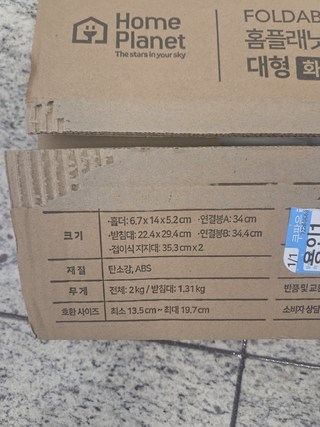 Home
Planet
The stars in your sky
FOLDAB
홈플래닛
대형 화
크기
-홀더: 6.7 x 14 x 5.2 cm -연결봉A: 34 cm
-받침대: 22.4 x 29.4 cm -연결봉B: 34.4 cm
-접이식 지지대: 35.3 cm x 2
재질 탄소강, ABS
무게 전체: 2 kg / 받침대: 1.31 kg
호환 사이즈 최소 13.5 cm ~ 최대 19.7 cm
반품 및 교
소비자 상담
1/1